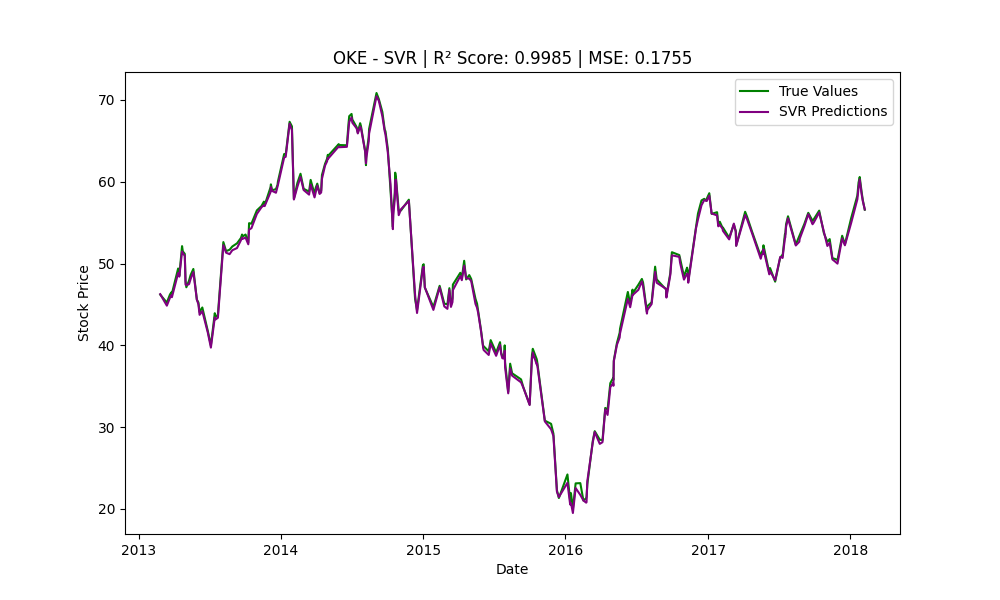 OKE - SVR | R² Score: 0.9985 | MSE: 0.1755
True Values
SVR Predictions
70
60
50
40
30
20
Stock Price
2013 2014 2015 2016 2017 2018
Date